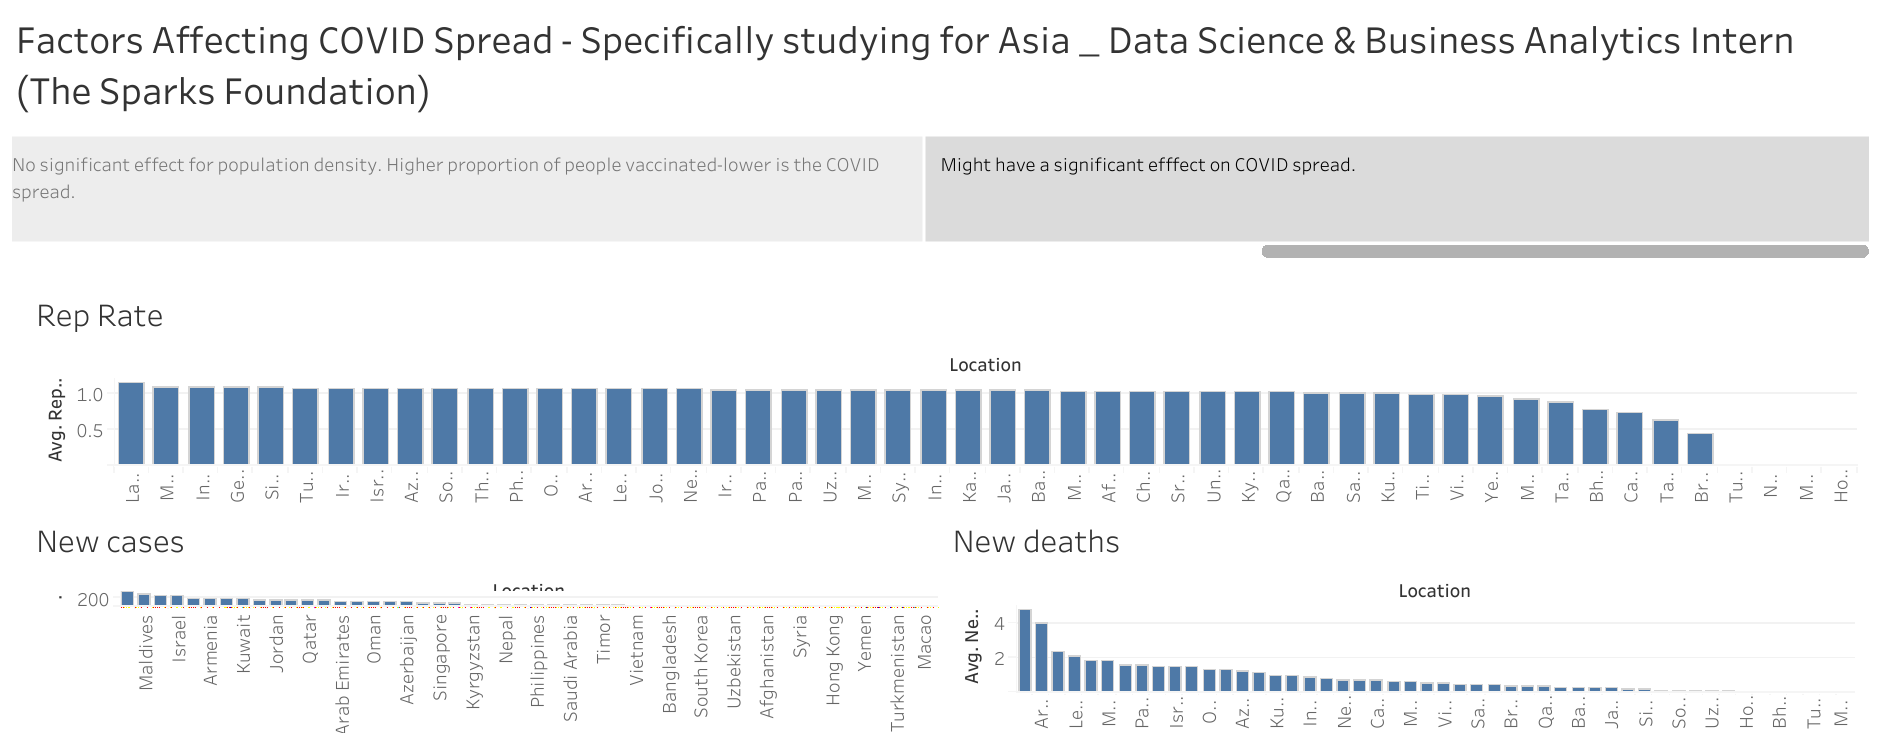 Factors Affecting COVID Spread - Specifically studying for Asia _ Data Science & Business Analytics Intern
(The Sparks Foundation)
No significant effect for population density. Higher proportion of people vaccinated-lower is the COVID
spread.
Might have a significant efffect on COVID spread.
Rep Rate
Location
Avg. Rep..
1.0
0.5
La..
M..
In..
Ge..
Si..
Tu..
Ir..
Isr..
Az..
So..
Th..
Ph..
O..
Ar..
Le..
Jo..
Ne..
Ir..
Pa..
Pa..
Uz..
M..
Sy..
In..
Ka..
Ja..
Ba..
M..
Af..
Ch..
Sr..
Un..
Ky..
Qa..
Ba..
Sa..
Ku..
Ti..
Vi..
Ye..
M..
Ta..
Bh..
Ca..
Ta..
Br..
Tu..
N..
M..
Ho..
New cases
Location
200
Maldives
Israel
Armenia
Kuwait
Jordan
Qatar
Arab Emirates
Oman
Azerbaijan
Singapore
Kyrgyzstan
Nepal
Philippines
Saudi Arabia
Timor
Vietnam
Bangladesh
South Korea
Uzbekistan
Afghanistan
Syria
Hong Kong
Yemen
Turkmenistan
Macao
New deaths
Location
Avg. Ne..
4
2
Ar..
Le..
M..
Pa..
Isr..
O..
Az..
Ku..
In..
Ne..
Ca..
M..
Vi..
Sa..
Br..
Qa..
Ba..
Ja..
Si..
So..
Uz..
Ho..
Bh..
Tu..
M..